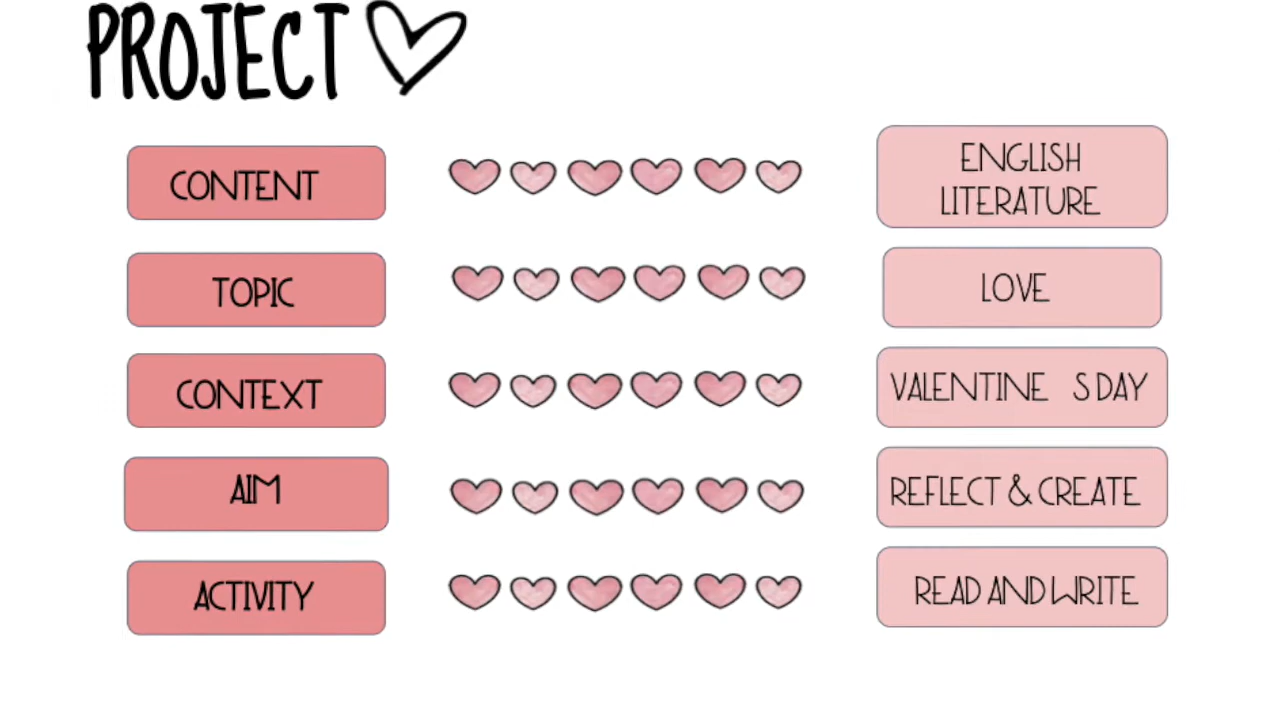 PROJECT
CONTENT
ENGLISH
LITERATURE
TOPIC
LOVE
CONTEXT
VALENTINE S DAY
AIM
REFLECT & CREATE
ACTIVITY
READ AND WRITE